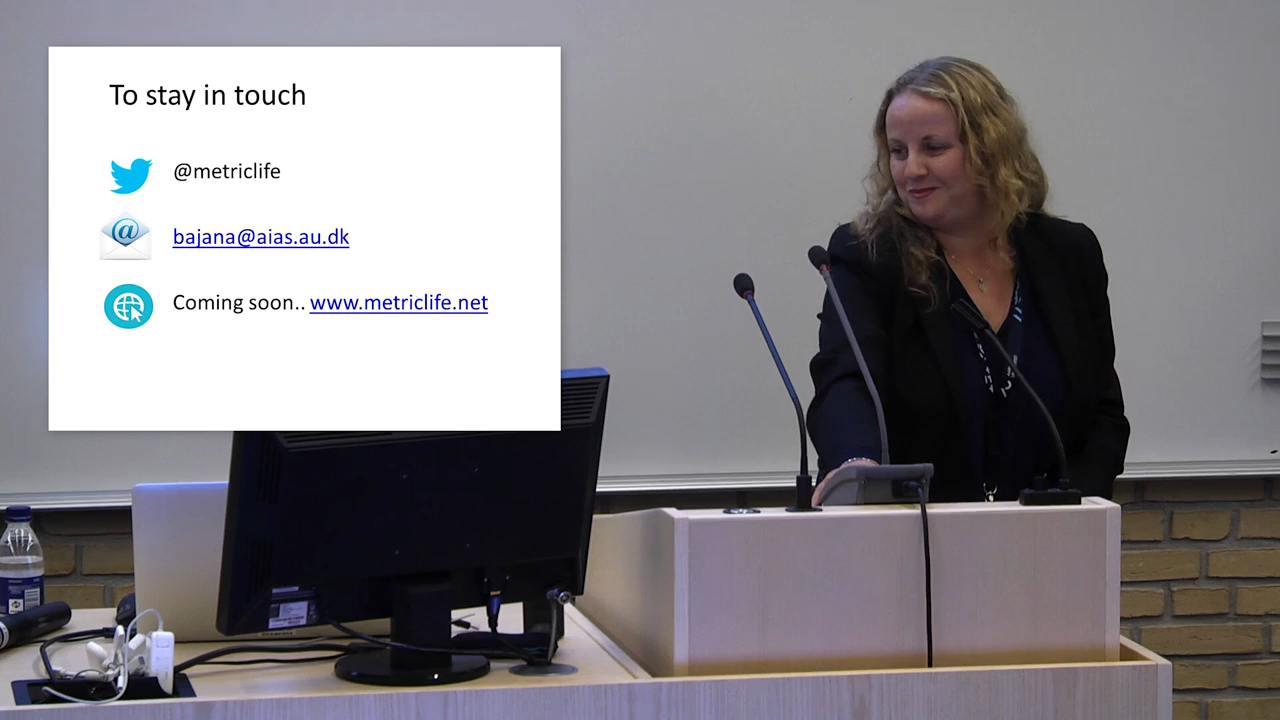 To stay in touch
@metriclife
@
bajana@aias.au.dk
Coming soon.. www.metriclife.net